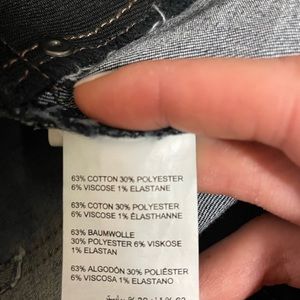 63% COTTON 30% POLYESTER
6% VISCOSE 1% ELASTANE
63% COTON 30% POLYESTER
6% VISCOSE 1% ELASTHANNE
63% BAUMWOLLE
30% POLYESTER 6% VISKOSE
1% ELASTAN
63% ALGODÓN 30% POLIÉSTER
6% VISCOSA 1% ELASTANO